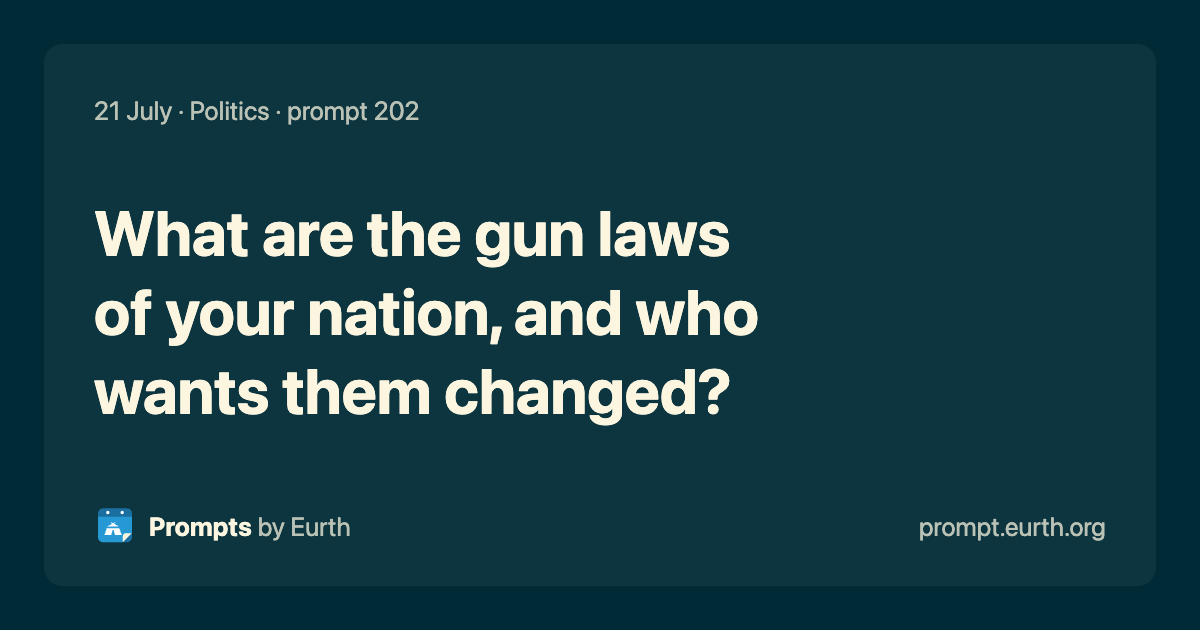 21 July · Politics · prompt 202
What are the gun laws
of your nation, and who
wants them changed?
Prompts by Eurth
prompt.eurth.org